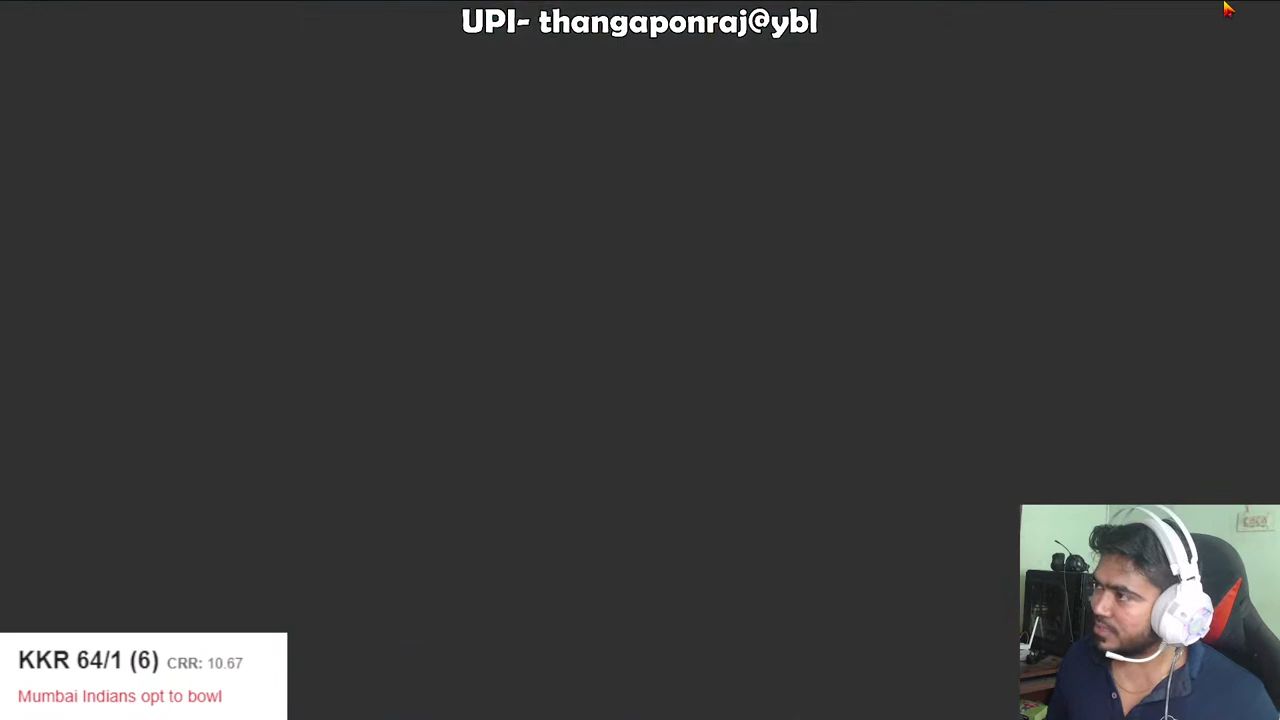 UPI- thangaponraj@ybl
KKR 64/1 (6) CRR: 10.67
Mumbai Indians opt to bowl